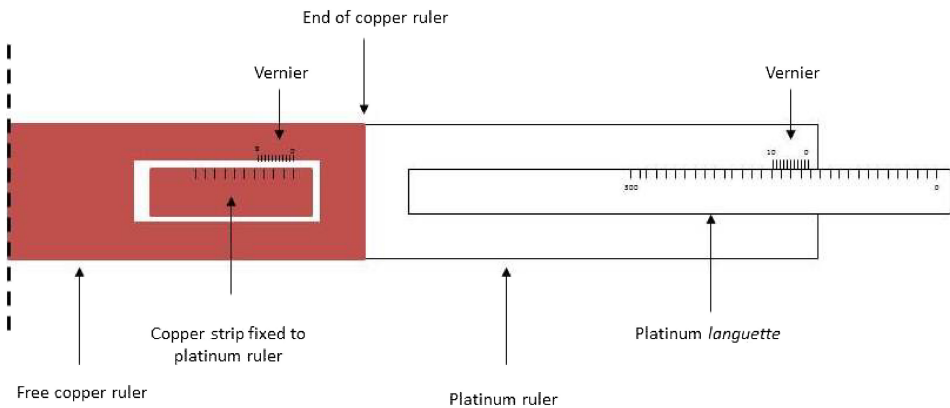 End of copper ruler
Vernier
Vernier
10 0
300 0
Copper strip fixed to
platinum ruler
Platinum languette
Free copper ruler
Platinum ruler